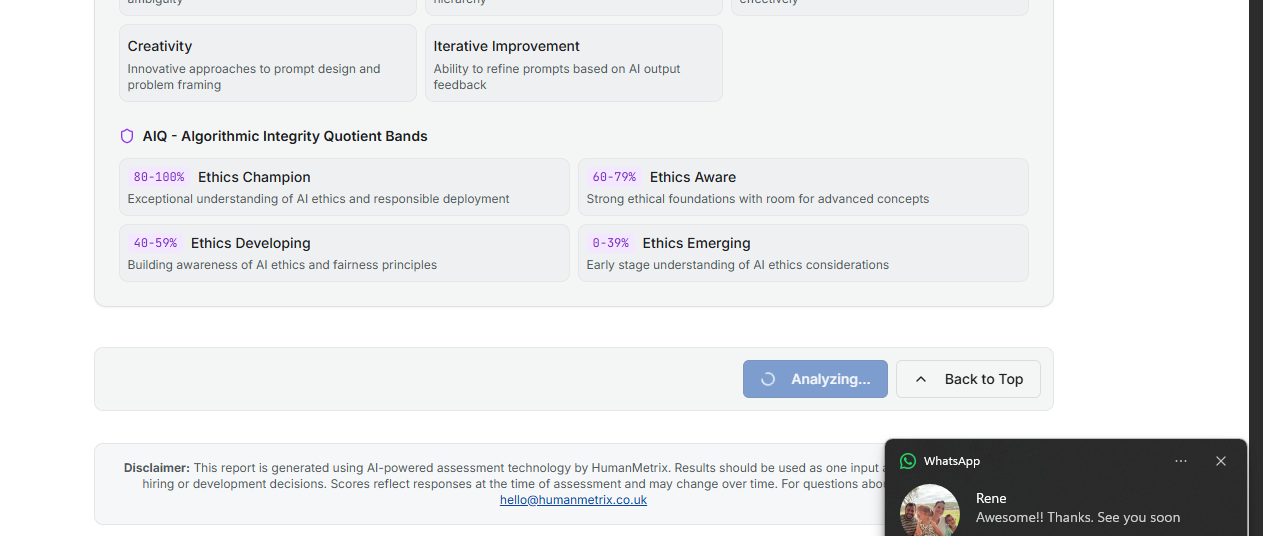 ambiguity
hierarchy
effectively
Creativity
Innovative approaches to prompt design and
problem framing
Iterative Improvement
Ability to refine prompts based on AI output
feedback
AIQ - Algorithmic Integrity Quotient Bands
80-100% Ethics Champion
Exceptional understanding of AI ethics and responsible deployment
60-79% Ethics Aware
Strong ethical foundations with room for advanced concepts
40-59% Ethics Developing
Building awareness of AI ethics and fairness principles
0-39% Ethics Emerging
Early stage understanding of AI ethics considerations
Analyzing...
Back to Top
Disclaimer: This report is generated using AI-powered assessment technology by HumanMetrix. Results should be used as one input
hiring or development decisions. Scores reflect responses at the time of assessment and may change over time. For questions
hello@humanmetrix.co.uk
WhatsApp
Rene
Awesome!! Thanks. See you soon